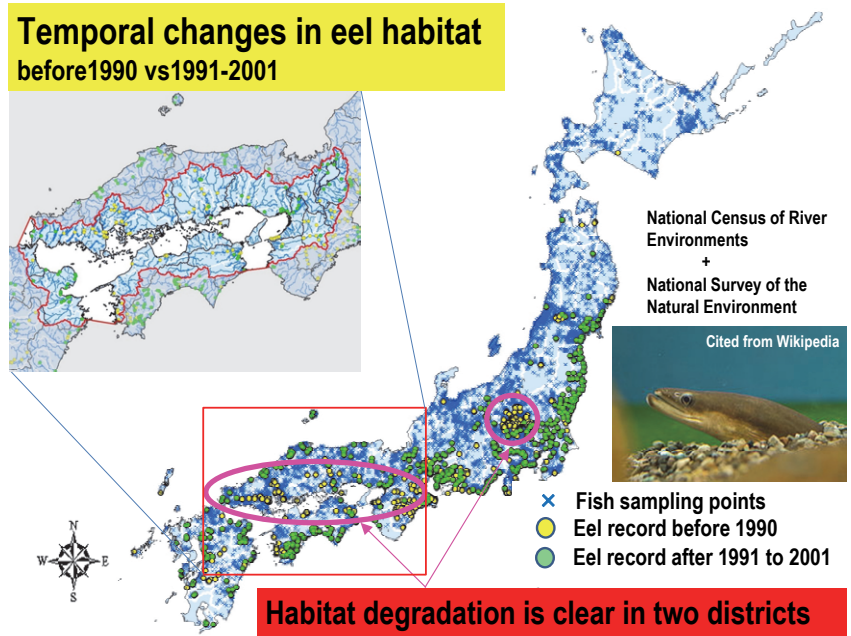 Temporal changes in eel habitat
before1990 vs1991-2001
National Census of River
Environments
+
National Survey of the
Natural Environment
Cited from Wikipedia
Fish sampling points
Eel record before 1990
Eel record after 1991 to 2001
N
W E
S
Habitat degradation is clear in two districts